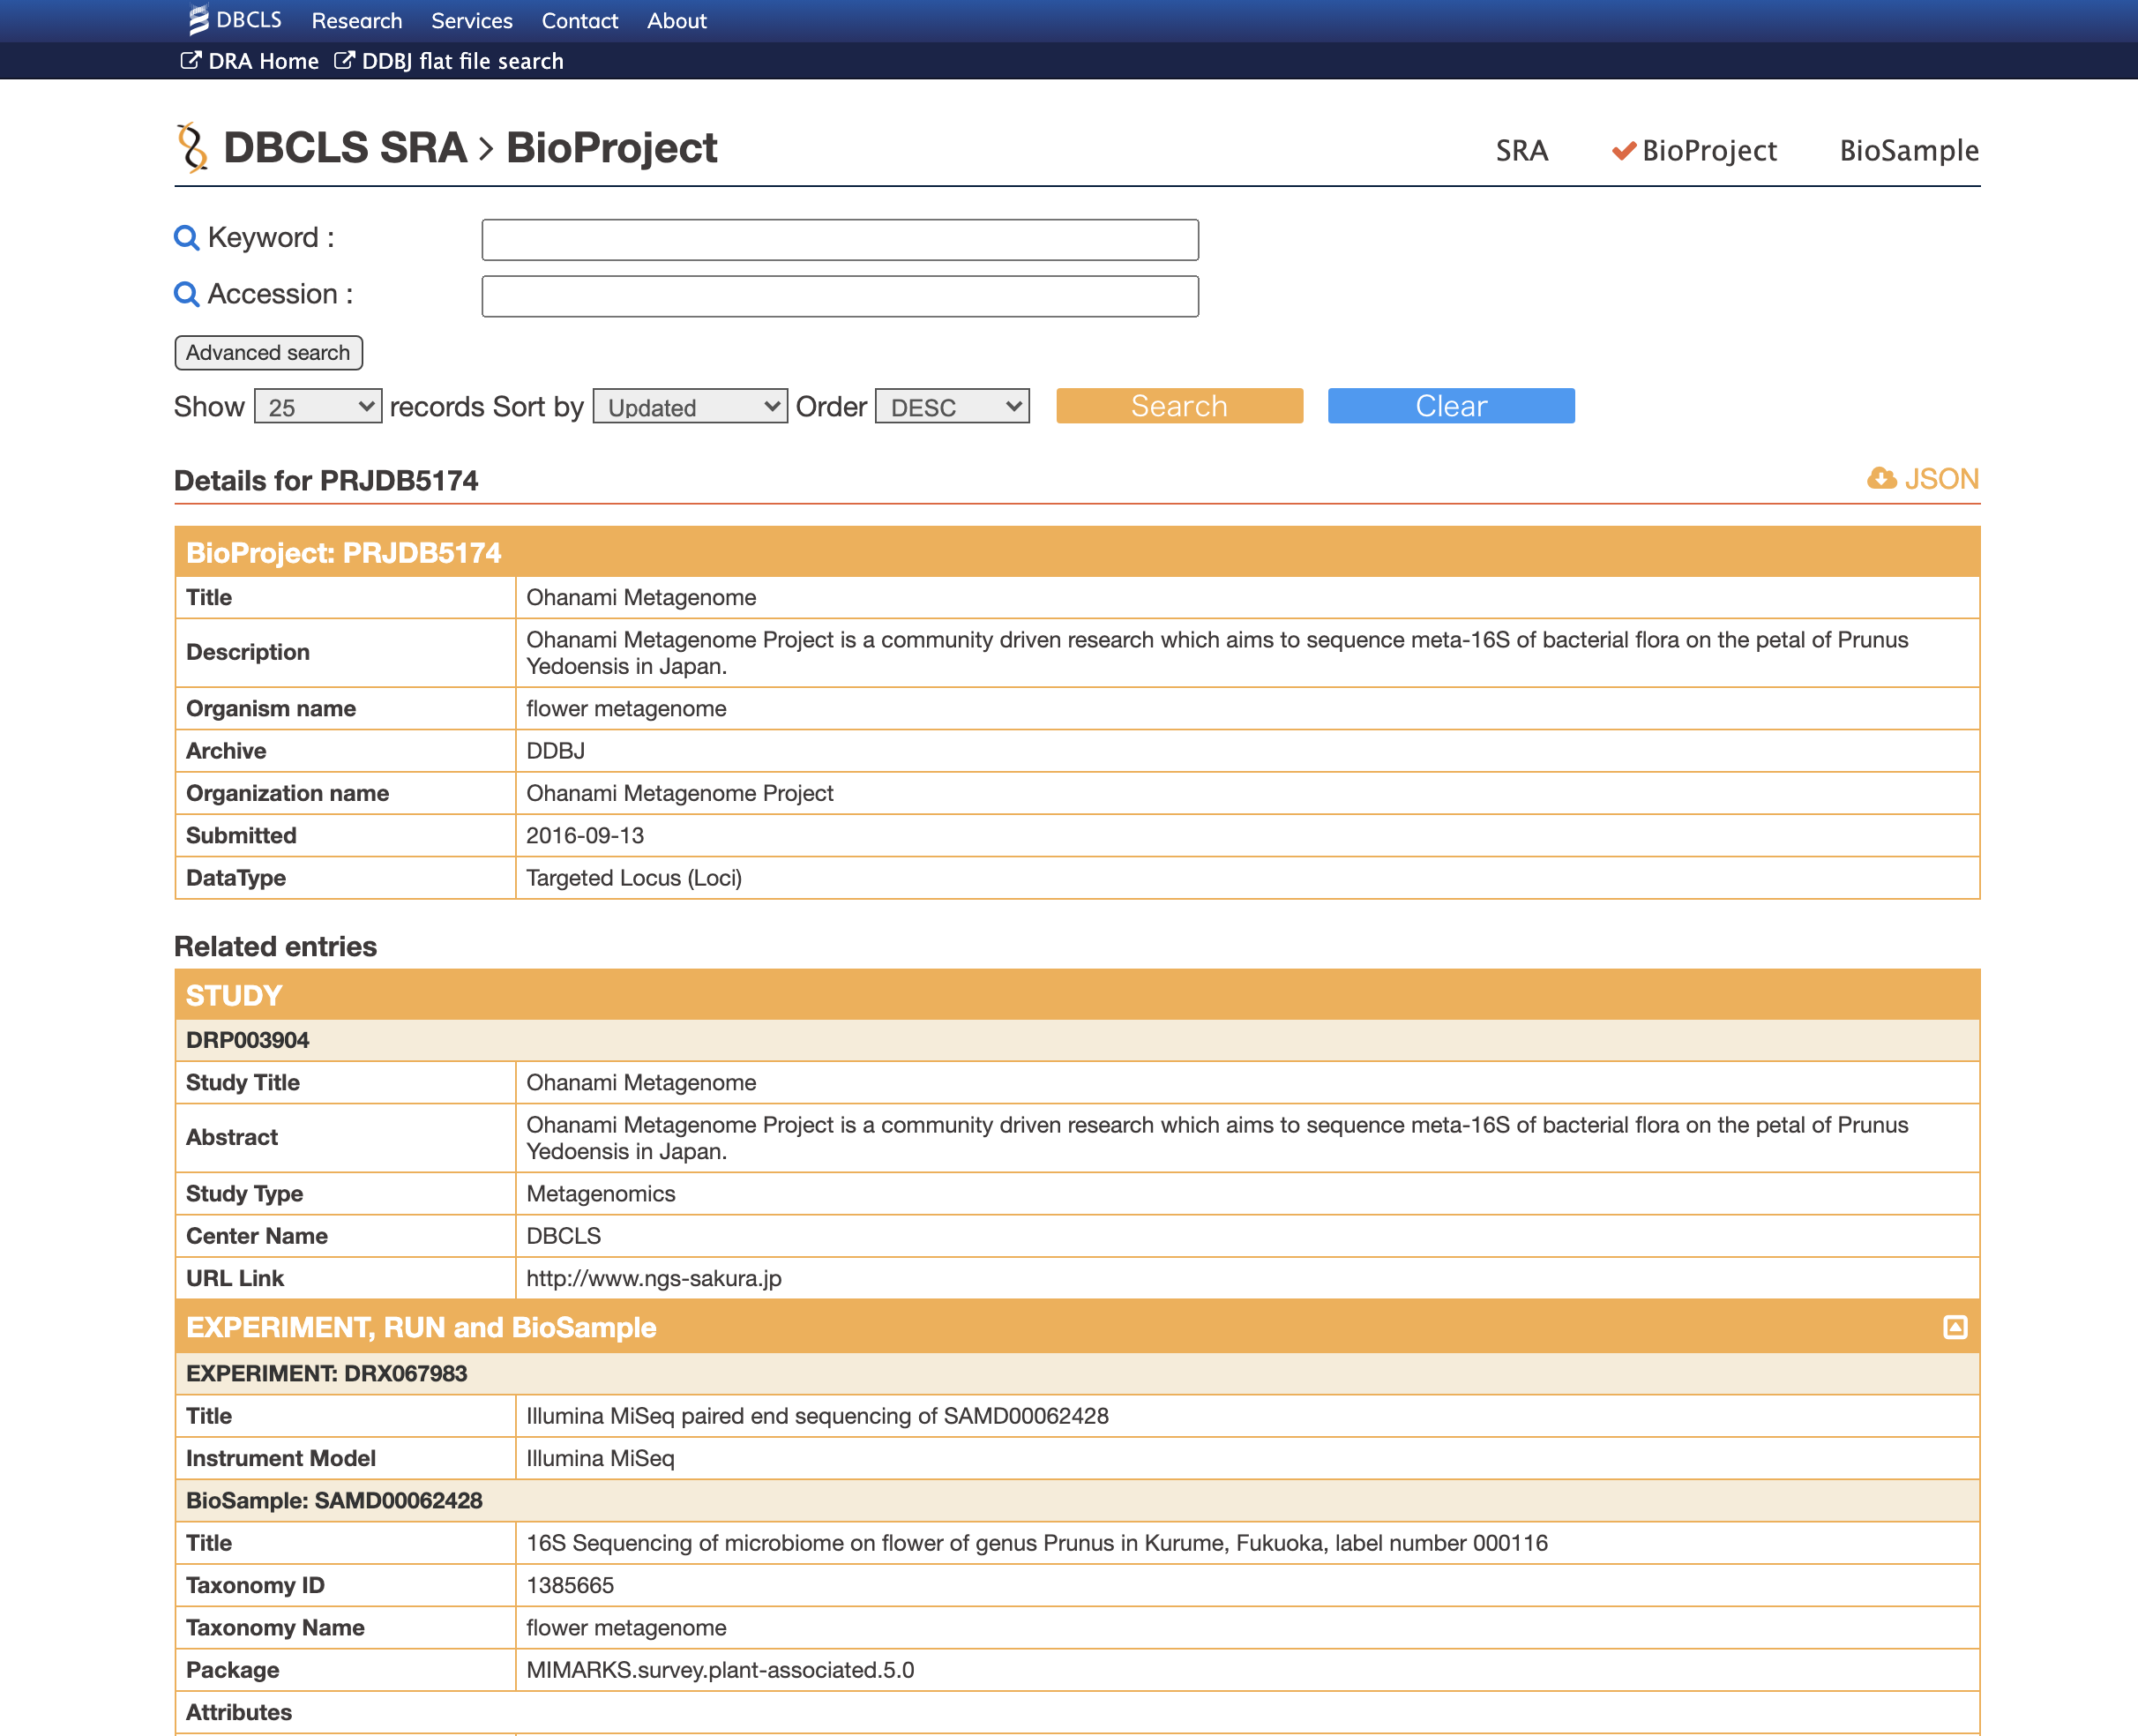 DBCLS Research Services Contact About
DRA Home DDBJ flat file search
DBCLS SRA > BioProject SRA BioProject BioSample
Keyword :
Accession :
Advanced search
Show 25 records Sort by Updated Order DESC Search Clear
Details for PRJDB5174 JSON
BioProject: PRJDB5174
Title Ohanami Metagenome
Description Ohanami Metagenome Project is a community driven research which aims to sequence meta-16S of bacterial flora on the petal of Prunus
Yedoensis in Japan.
Organism name flower metagenome
Archive DDBJ
Organization name Ohanami Metagenome Project
Submitted 2016-09-13
DataType Targeted Locus (Loci)
Related entries
STUDY
DRP003904
Study Title Ohanami Metagenome
Abstract Ohanami Metagenome Project is a community driven research which aims to sequence meta-16S of bacterial flora on the petal of Prunus
Yedoensis in Japan.
Study Type Metagenomics
Center Name DBCLS
URL Link http://www.ngs-sakura.jp
EXPERIMENT, RUN and BioSample
EXPERIMENT: DRX067983
Title Illumina MiSeq paired end sequencing of SAMD00062428
Instrument Model Illumina MiSeq
BioSample: SAMD00062428
Title 16S Sequencing of microbiome on flower of genus Prunus in Kurume, Fukuoka, label number 000116
Taxonomy ID 1385665
Taxonomy Name flower metagenome
Package MIMARKS.survey.plant-associated.5.0
Attributes